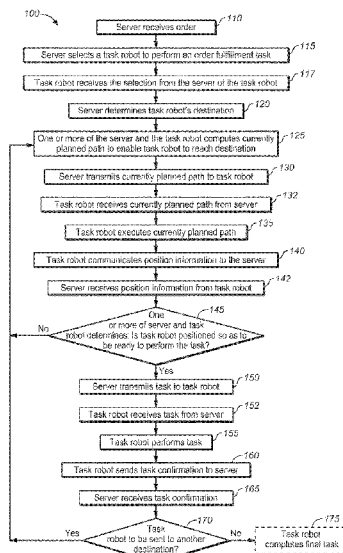 100
Server receives order
110
Server selects a task robot to perform an order fulfillment task
115
Task robot receives the selection from the server of the task robot
117
Server determines task robot's destination
120
One or more of the server and the task robot computes currently
planned path to enable task robot to reach destination
125
Server transmits currently planned path to task robot
130
Task robot receives currently planned path from server
132
Task robot executes currently planned path
135
Task robot communicates position information to the server
140
Server receives position information from task robot
142
One
or more of server and task
robot determines: Is task robot positioned so as to
be ready to perform the task?
145
No
Yes
Server transmits task to task robot
150
Task robot receives task from server
152
Task robot performs task
155
Task robot sends task confirmation to server
160
Server receives task confirmation
165
Task
robot to be sent to another
destination?
170
Yes
No
Task robot
completes final task
175